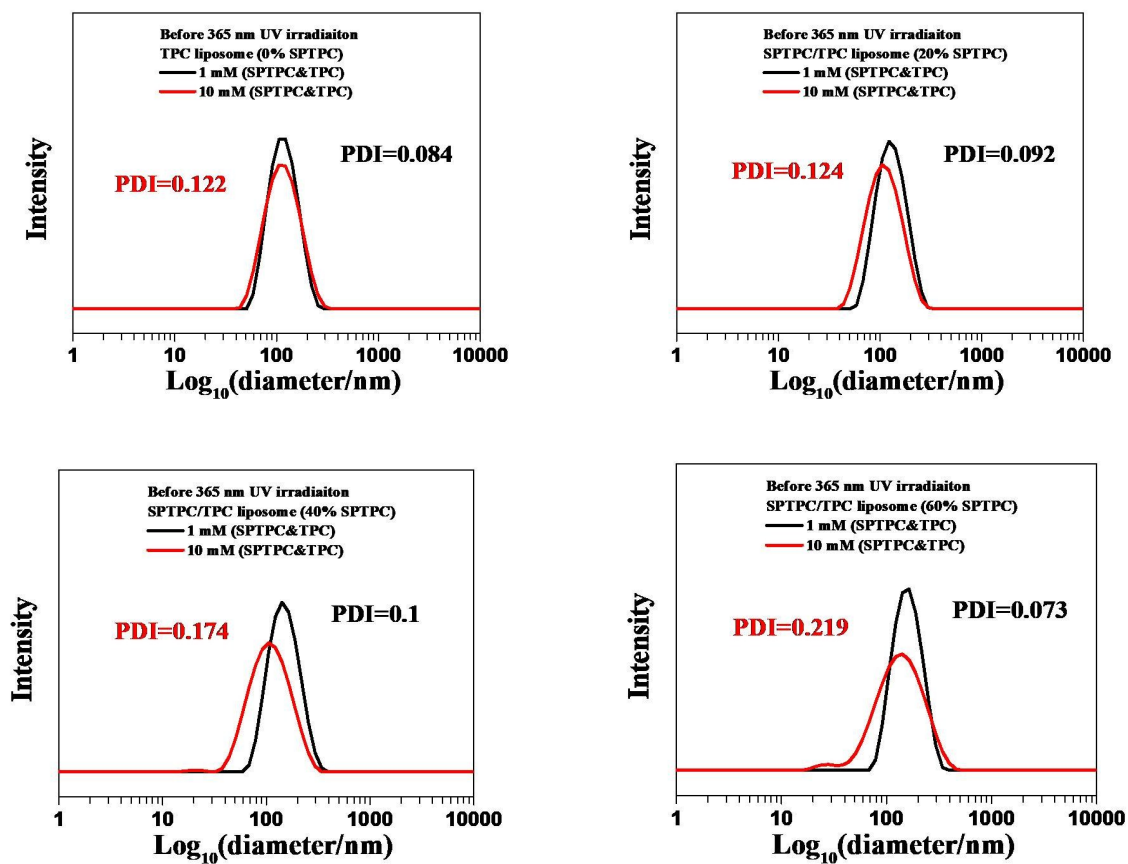 Before 365 nm UV irradiaiton
TPC liposome (0% SPTPC)
1 mM (SPTPC&TPC)
10 mM (SPTPC&TPC)
PDI=0.084
PDI=0.122
Intensity
1 10 100 1000 10000
Log10(diameter/nm)
Before 365 nm UV irradiaiton
SPTPC/TPC liposome (20% SPTPC)
1 mM (SPTPC&TPC)
10 mM (SPTPC&TPC)
PDI=0.092
PDI=0.124
Intensity
1 10 100 1000 10000
Log10(diameter/nm)
Before 365 nm UV irradiaiton
SPTPC/TPC liposome (40% SPTPC)
1 mM (SPTPC&TPC)
10 mM (SPTPC&TPC)
PDI=0.1
PDI=0.174
Intensity
1 10 100 1000 10000
Log10(diameter/nm)
Before 365 nm UV irradiaiton
SPTPC/TPC liposome (60% SPTPC)
1 mM (SPTPC&TPC)
10 mM (SPTPC&TPC)
PDI=0.073
PDI=0.219
Intensity
1 10 100 1000 10000
Log10(diameter/nm)